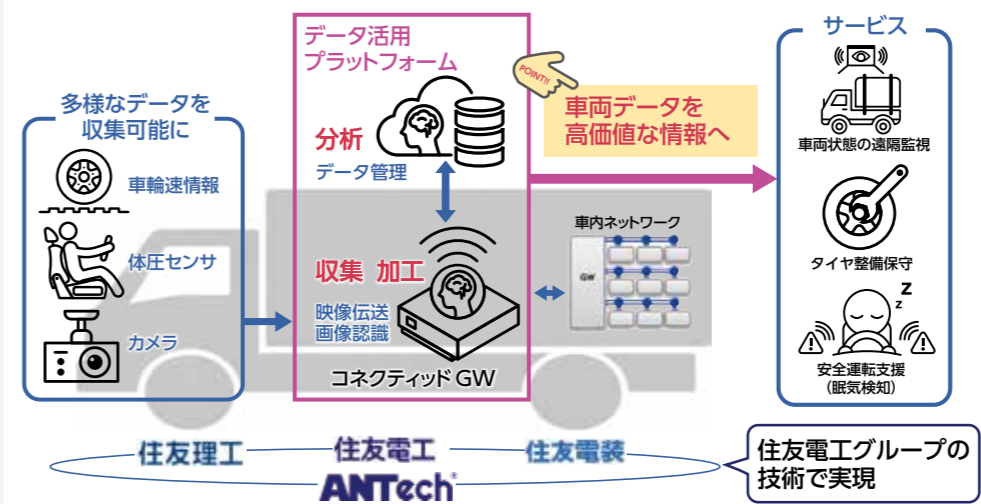 多様なデータを
収集可能に
車輪速情報
体圧センサ
カメラ
データ活用
プラットフォーム
分析
データ管理
収集 加工
映像伝送
画像認識
コネクティッドGW
POINT!!
車両データを
高価値な情報へ
車内ネットワーク
GW
サービス
車両状態の遠隔監視
タイヤ整備保守
z
z
安全運転支援
(眠気検知)
住友理工
住友電工
住友電装
ANTech®
住友電工グループの
技術で実現